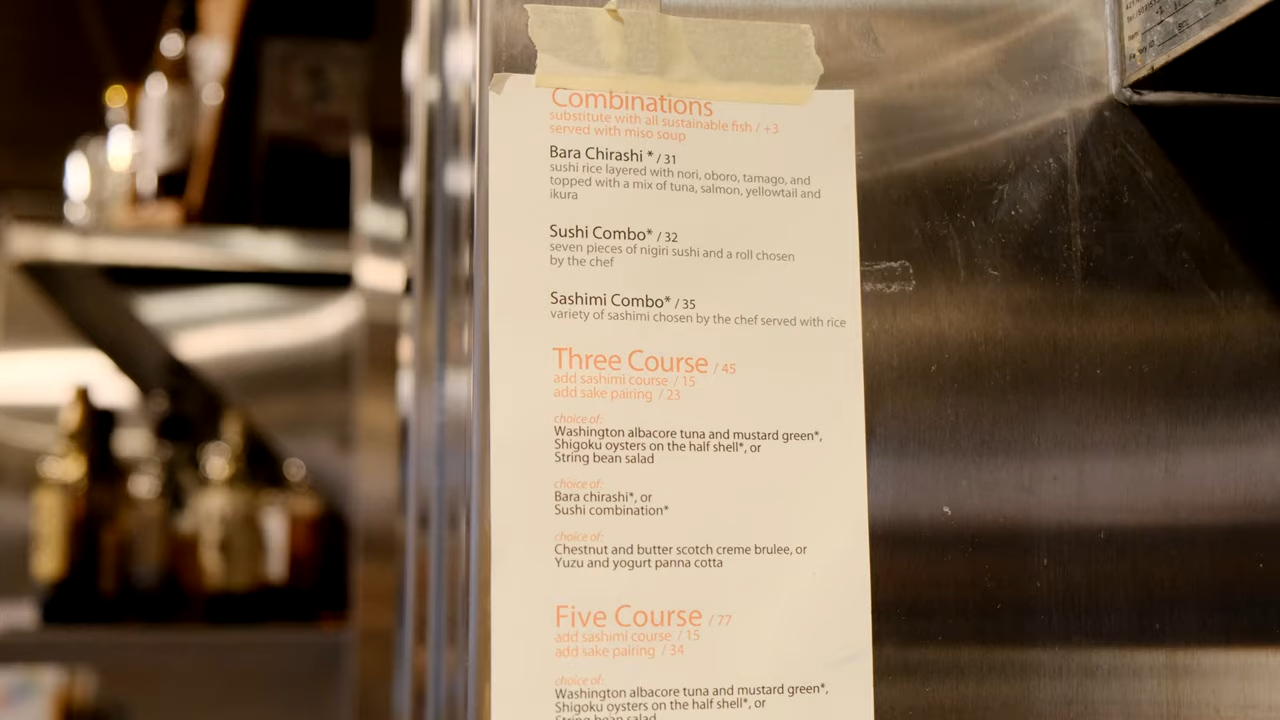 Combinations
substitute with all sustainable fish / +3
served with miso soup
Bara Chirashi * / 31
sushi rice layered with nori, oboro, tamago, and
topped with a mix of tuna, salmon, yellowtail and
ikura
Sushi Combo* / 32
seven pieces of nigiri sushi and a roll chosen
by the chef
Sashimi Combo* / 35
variety of sashimi chosen by the chef served with rice
Three Course / 45
add sashimi course / 15
add sake pairing / 23
choice of:
Washington albacore tuna and mustard green*,
Shigoku oysters on the half shell*, or
String bean salad
choice of:
Bara chirashi*, or
Sushi combination*
choice of:
Chestnut and butter scotch creme brulee, or
Yuzu and yogurt panna cotta
Five Course / 77
add sashimi course / 15
add sake pairing / 34
choice of:
Washington albacore tuna and mustard green*,
Shigoku oysters on the half shell*, or
String bean salad